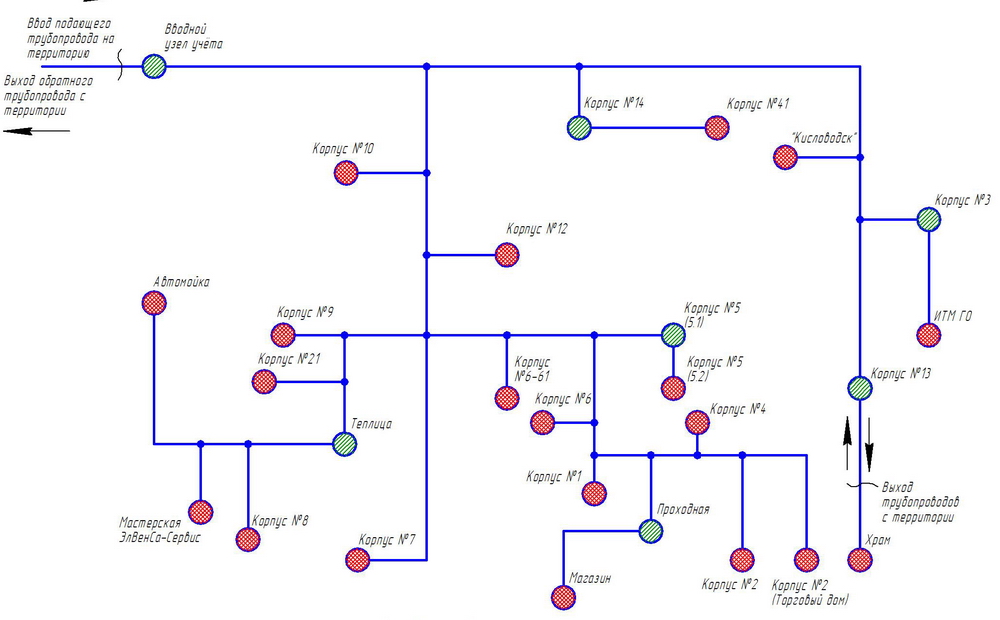 Ввод подающего
трубопровода на
территорию
Вводной
узел учёта
Выход обратного
трубопровода с
территории
Корпус №14
Корпус №41
"Кисловодск"
Корпус №10
Корпус №3
Корпус №12
Автомойка
Корпус №9
Корпус №5
(5.1)
ИТМ ГО
Корпус №21
Корпус
№6-61
Корпус №5
(5.2)
Корпус №13
Корпус №6
Корпус №4
Теплица
Корпус №1
Выход
трубопроводов
с территории
Проходная
Мастерская
ЭлВенСа-Сервис
Корпус №8
Корпус №7
Храм
Магазин
Корпус №2
Корпус №2
(Торговый дом)